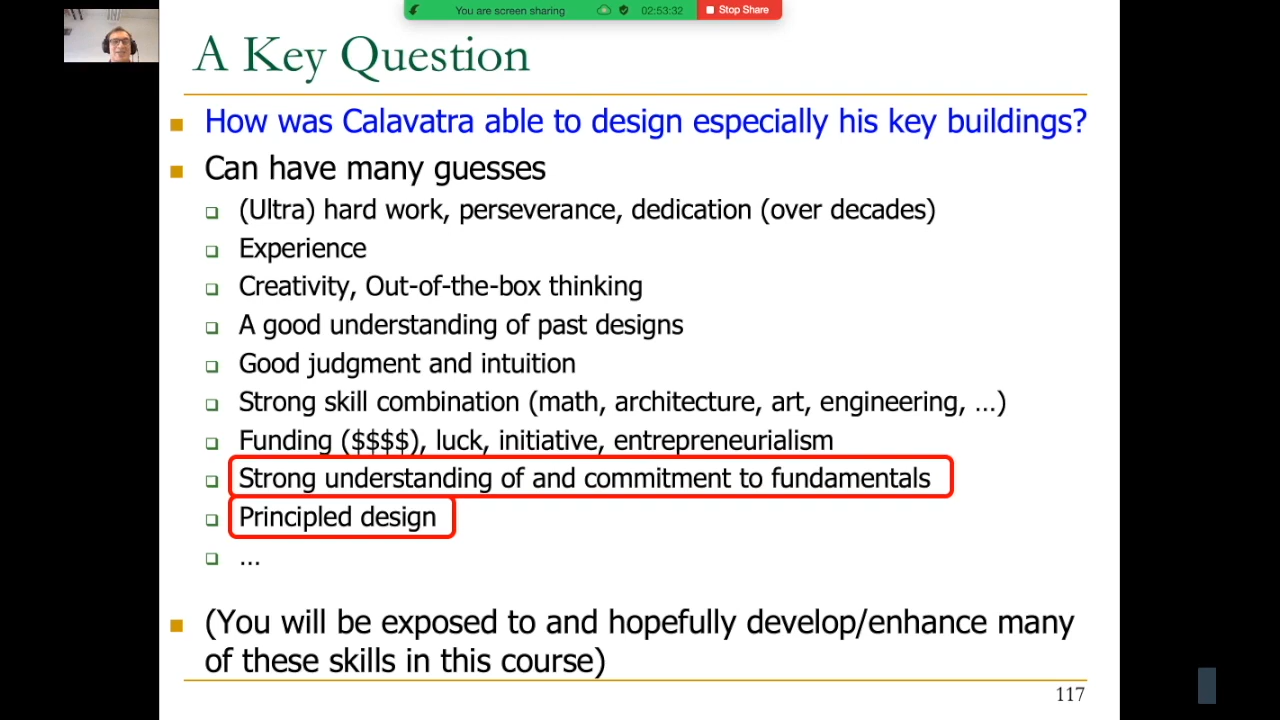 You are screen sharing 02:53:32 Stop Share
A Key Question
How was Calavatra able to design especially his key buildings?
Can have many guesses
(Ultra) hard work, perseverance, dedication (over decades)
Experience
Creativity, Out-of-the-box thinking
A good understanding of past designs
Good judgment and intuition
Strong skill combination (math, architecture, art, engineering, ...)
Funding ($$$$), luck, initiative, entrepreneurialism
Strong understanding of and commitment to fundamentals
Principled design
...
(You will be exposed to and hopefully develop/enhance many
of these skills in this course)
117